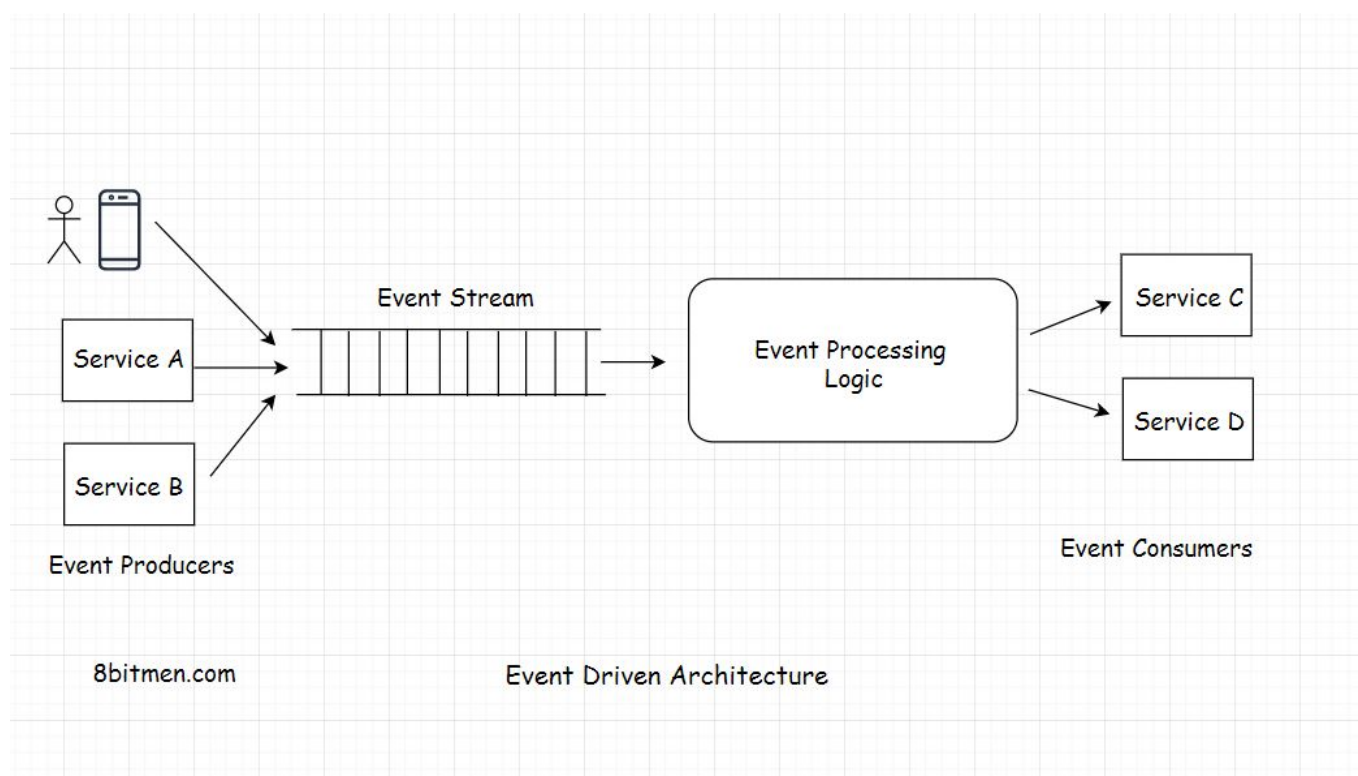 Event Stream
Service A
Service B
Event Producers
Event Processing
Logic
Service C
Service D
Event Consumers
8bitmen.com
Event Driven Architecture